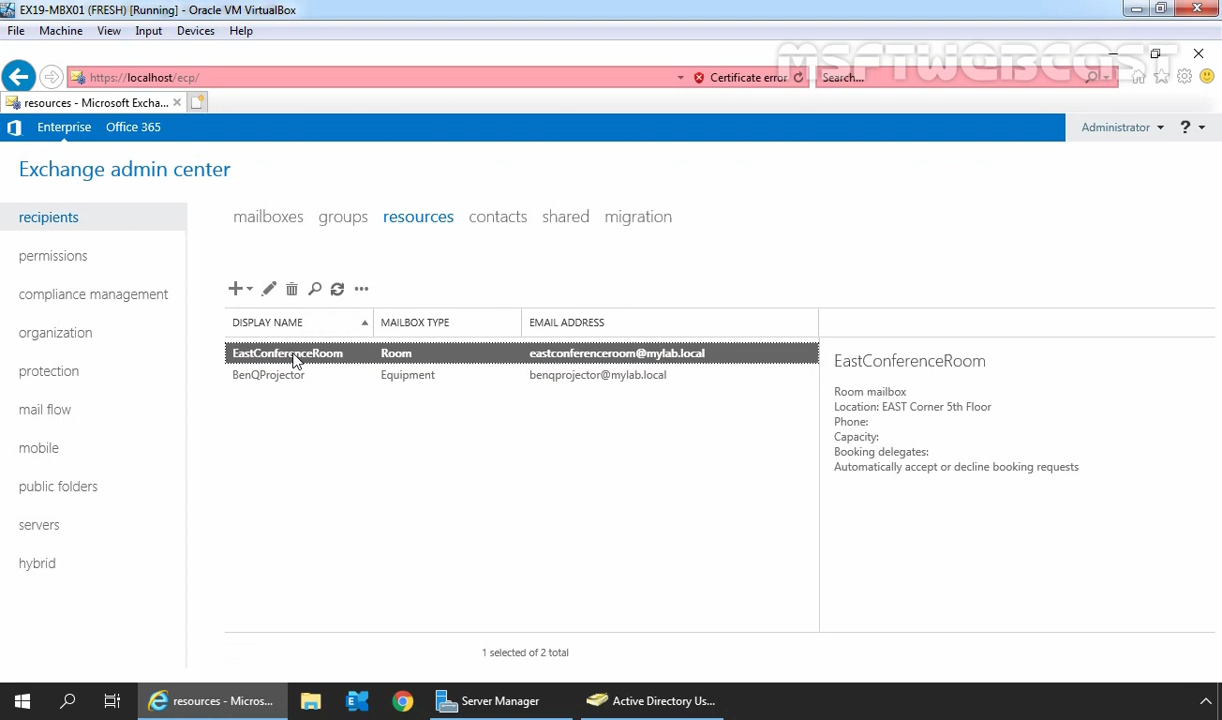 EX19-MBX01 (FRESH) [Running] - Oracle VM VirtualBox
File Machine View Input Devices Help
MSFTWEBCAST
https://localhost/ecp/ Certificate error Search...
resources - Microsoft Excha...
Enterprise Office 365 Administrator ?
Exchange admin center
recipients
permissions
compliance management
organization
protection
mail flow
mobile
public folders
servers
hybrid
mailboxes groups resources contacts shared migration
DISPLAY NAME MAILBOX TYPE EMAIL ADDRESS
EastConferenceRoom Room eastconferenceroom@mylab.local
BenQProjector Equipment benqprojector@mylab.local
1 selected of 2 total
EastConferenceRoom
Room mailbox
Location: EAST Corner 5th Floor
Phone:
Capacity:
Booking delegates:
Automatically accept or decline booking requests
resources - Micros... Server Manager Active Directory Us...